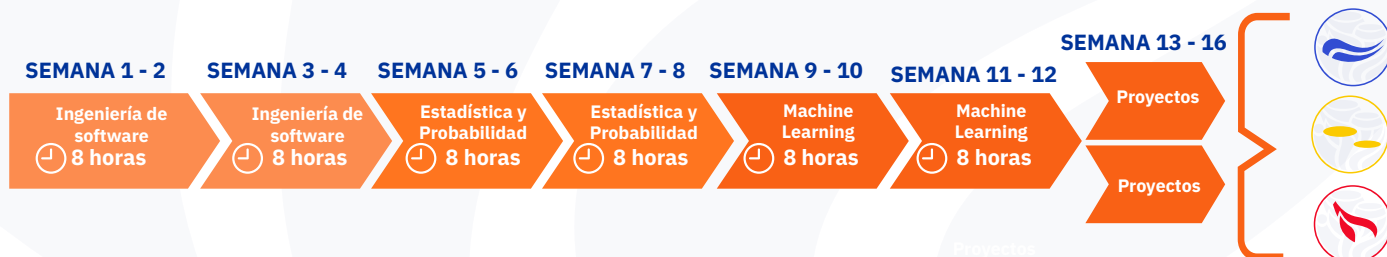 SEMANA 1 - 2
Ingeniería de
software
8 horas
SEMANA 3 - 4
Ingeniería de
software
8 horas
SEMANA 5 - 6
Estadística y
Probabilidad
8 horas
SEMANA 7 - 8
Estadística y
Probabilidad
8 horas
SEMANA 9 - 10
Machine
Learning
8 horas
SEMANA 11 - 12
Machine
Learning
8 horas
SEMANA 13 - 16
Proyectos
Proyectos
Proyectos